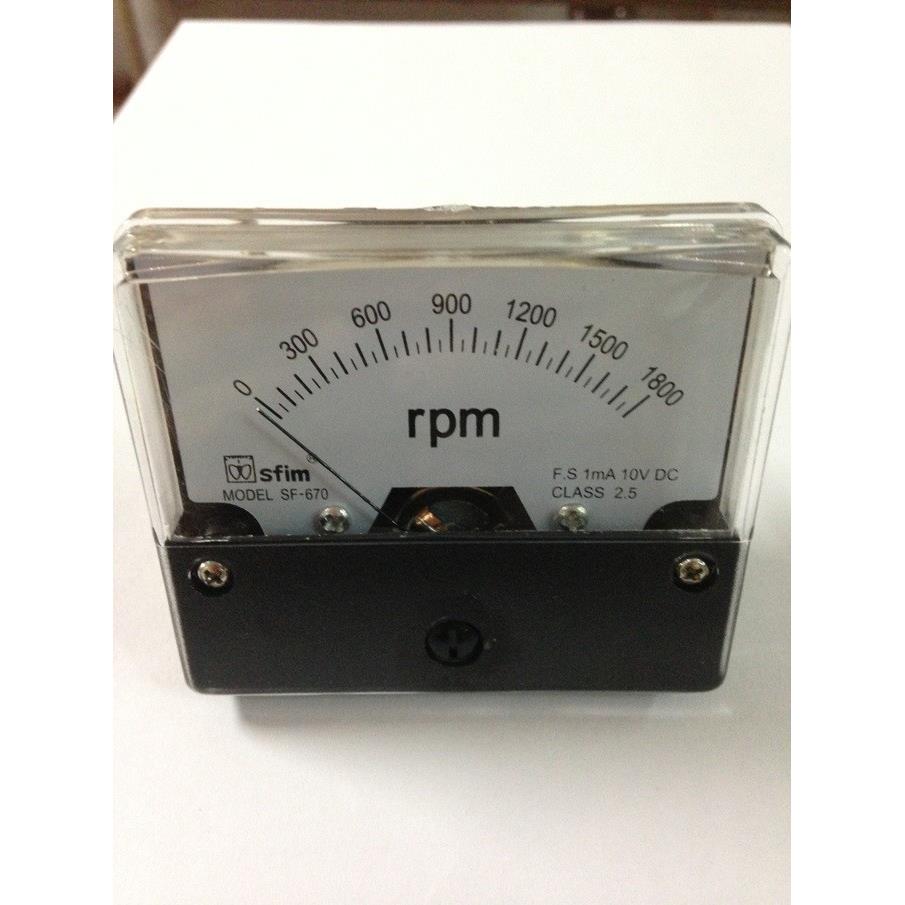 0 300 600 900 1200 1500 1800
rpm
sfim®
MODEL SF-670
F.S 1mA 10V DC
CLASS 2.5